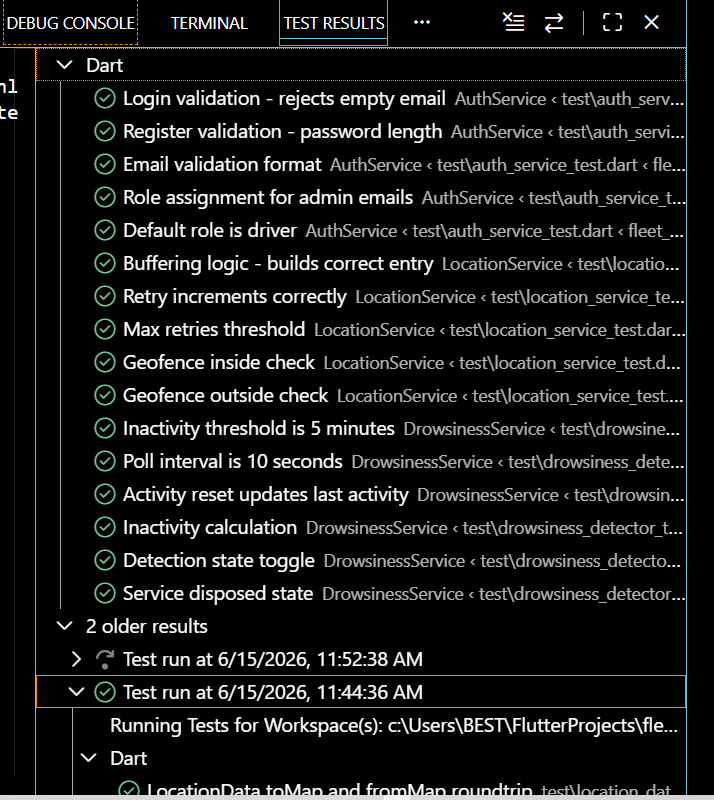 DEBUG CONSOLE TERMINAL TEST RESULTS ...
nl
te
Dart
Login validation - rejects empty email AuthService ‹ test\auth_serv...
Register validation - password length AuthService ‹ test\auth_servi...
Email validation format AuthService ‹ test\auth_service_test.dart ‹ flee...
Role assignment for admin emails AuthService ‹ test\auth_service_t...
Default role is driver AuthService ‹ test\auth_service_test.dart ‹ fleet_...
Buffering logic - builds correct entry LocationService ‹ test\locatio...
Retry increments correctly LocationService ‹ test\location_service_te...
Max retries threshold LocationService ‹ test\location_service_test.dar...
Geofence inside check LocationService ‹ test\location_service_test.d...
Geofence outside check LocationService ‹ test\location_service_test....
Inactivity threshold is 5 minutes DrowsinessService ‹ test\drowsine...
Poll interval is 10 seconds DrowsinessService ‹ test\drowsiness_dete...
Activity reset updates last activity DrowsinessService ‹ test\drowsin...
Inactivity calculation DrowsinessService ‹ test\drowsiness_detector_t...
Detection state toggle DrowsinessService ‹ test\drowsiness_detecto...
Service disposed state DrowsinessService ‹ test\drowsiness_detector...
2 older results
Test run at 6/15/2026, 11:52:38 AM
Test run at 6/15/2026, 11:44:36 AM
Running Tests for Workspace(s): c:\Users\BEST\FlutterProjects\fle...
Dart
LocationData toMap and fromMap roundtrip test\location_dat...